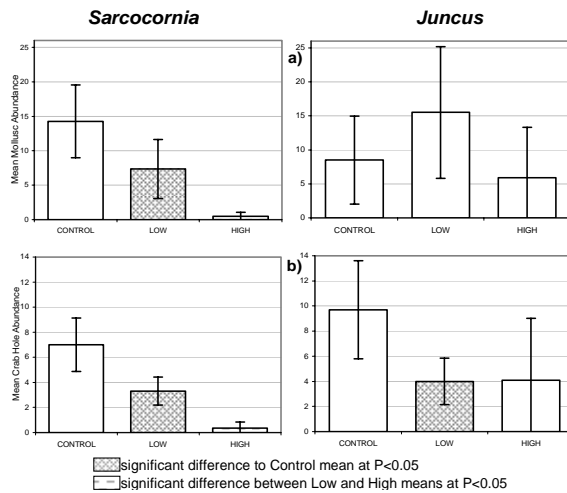 Sarcocornia
Juncus
a)
Mean Mollusc Abundance
25
20
15
10
5
0
CONTROL
LOW
HIGH
25
20
15
10
5
0
CONTROL
LOW
HIGH
b)
Mean Crab Hole Abundance
14
12
10
8
6
4
2
0
CONTROL
LOW
HIGH
14
12
10
8
6
4
2
0
CONTROL
LOW
HIGH
significant difference to Control mean at P<0.05
significant difference between Low and High means at P<0.05